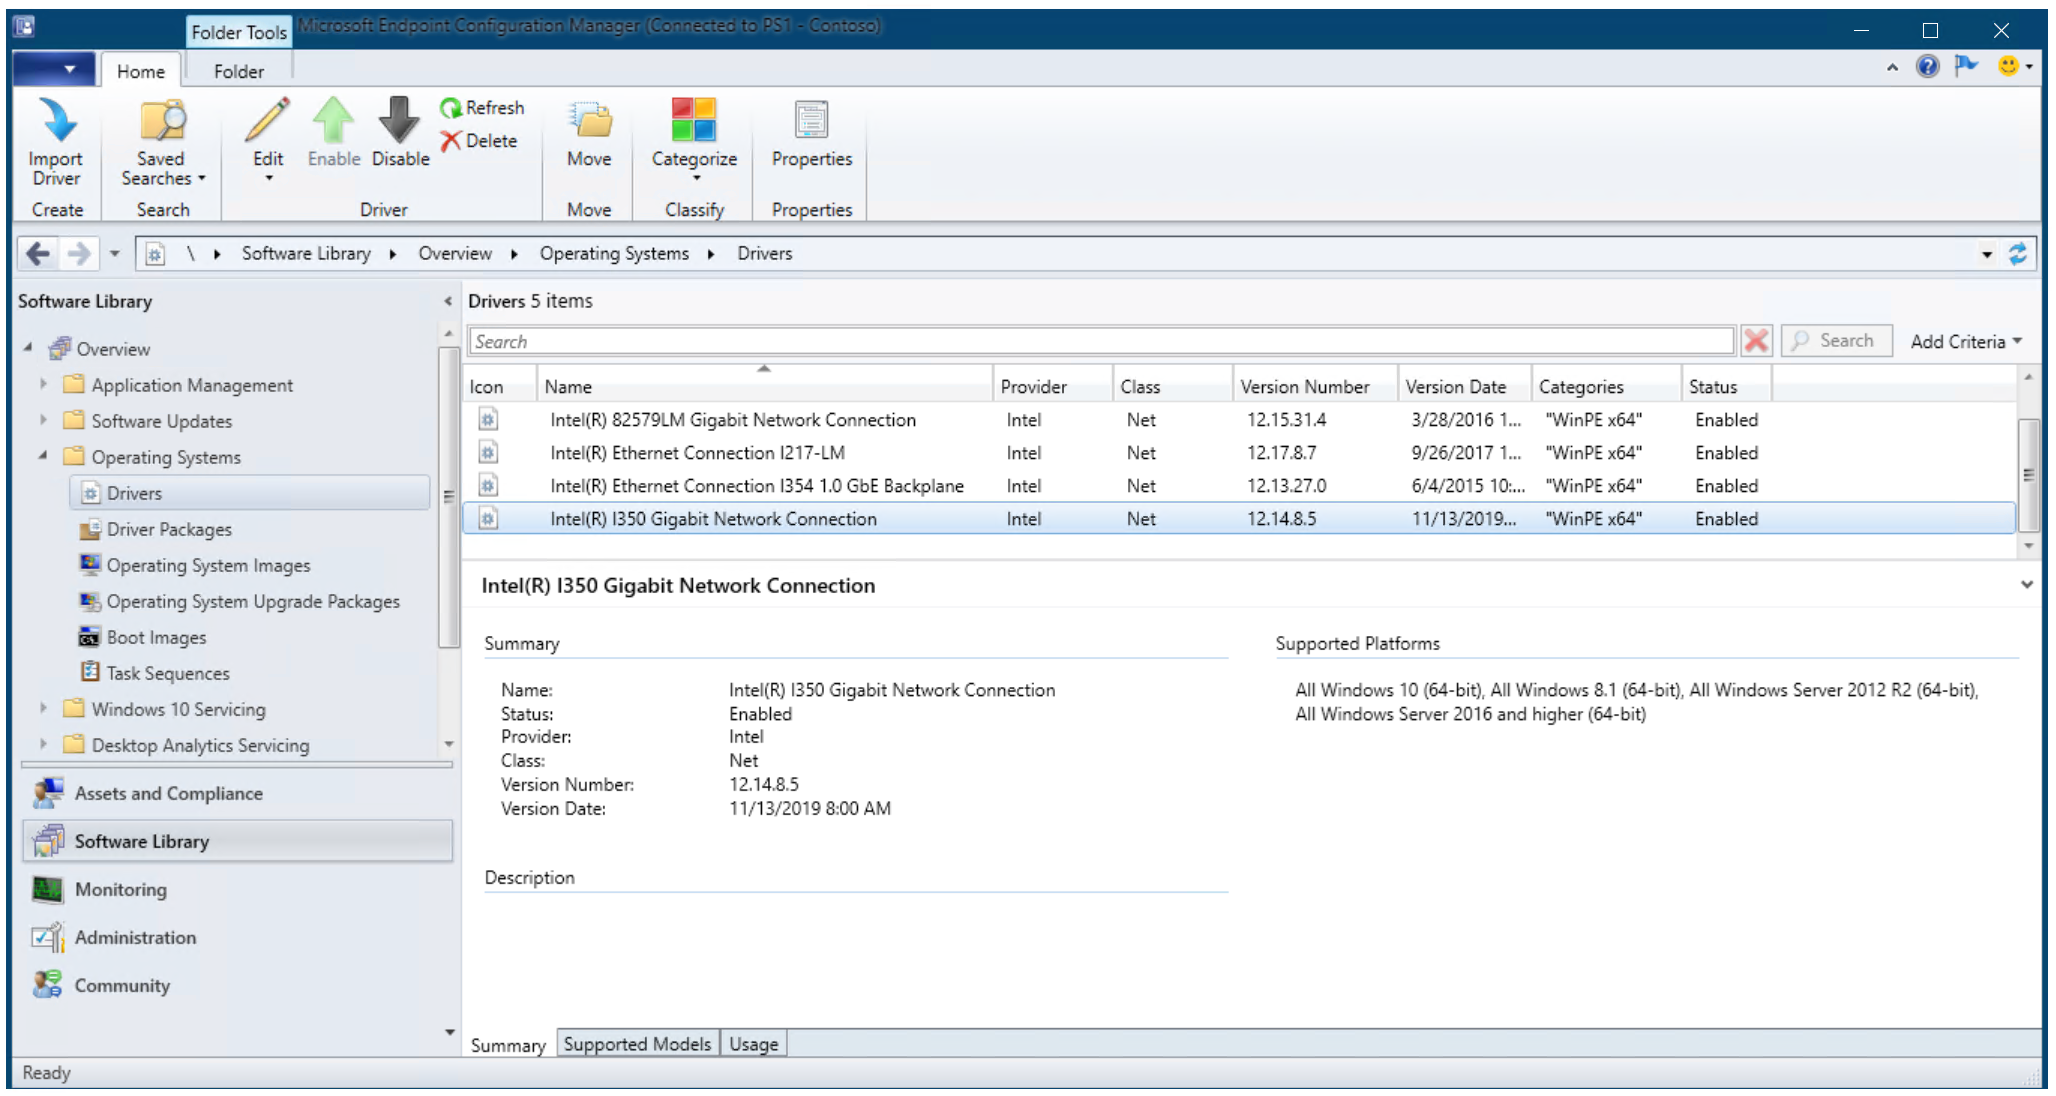 Folder Tools Microsoft Endpoint Configuration Manager (Connected to PS1 - Contoso)
Home Folder
Import Driver
Saved Searches
Edit
Enable
Disable
Refresh
Delete
Move
Categorize
Properties
Create Search Driver Move Classify Properties
\ Software Library Overview Operating Systems Drivers
Software Library
Overview
Application Management
Software Updates
Operating Systems
Drivers
Driver Packages
Operating System Images
Operating System Upgrade Packages
Boot Images
Task Sequences
Windows 10 Servicing
Desktop Analytics Servicing
Assets and Compliance
Software Library
Monitoring
Administration
Community
Drivers 5 items
Search Search Add Criteria
Icon Name Provider Class Version Number Version Date Categories Status
Intel(R) 82579LM Gigabit Network Connection Intel Net 12.15.31.4 3/28/2016 1... "WinPE x64" Enabled
Intel(R) Ethernet Connection I217-LM Intel Net 12.17.8.7 9/26/2017 1... "WinPE x64" Enabled
Intel(R) Ethernet Connection I354 1.0 GbE Backplane Intel Net 12.13.27.0 6/4/2015 10:... "WinPE x64" Enabled
Intel(R) I350 Gigabit Network Connection Intel Net 12.14.8.5 11/13/2019... "WinPE x64" Enabled
Intel(R) I350 Gigabit Network Connection
Summary
Name: Intel(R) I350 Gigabit Network Connection
Status: Enabled
Provider: Intel
Class: Net
Version Number: 12.14.8.5
Version Date: 11/13/2019 8:00 AM
Description
Supported Platforms
All Windows 10 (64-bit), All Windows 8.1 (64-bit), All Windows Server 2012 R2 (64-bit),
All Windows Server 2016 and higher (64-bit)
Summary Supported Models Usage
Ready